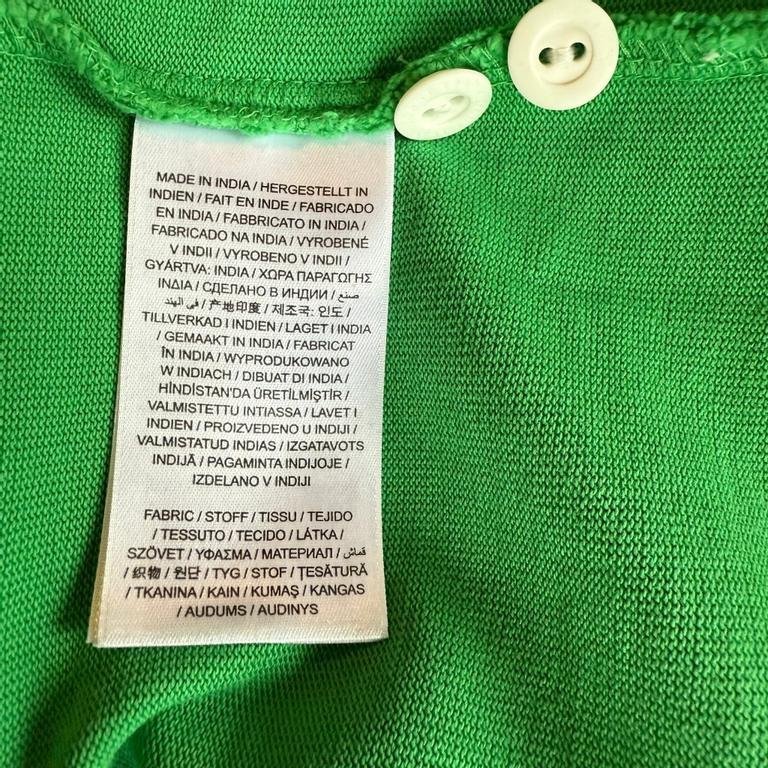 MADE IN INDIA / HERGESTELLT IN
INDIEN / FAIT EN INDE / FABRICADO
EN INDIA / FABBRICATO IN INDIA /
FABRICADO NA INDIA / VYROBENÉ
V INDII / VYROBENO V INDII /
GYÁRTVA: INDIA / ΧΩΡΑ ΠΑΡΑΓΩΓΗΣ
ΙΝΔΙΑ / СДЕЛАНО В ИНДИИ / صنع
في الهند / 产地印度 / 제조국: 인도 /
TILLVERKAD I INDIEN / LAGET I INDIA
/ GEMAAKT IN INDIA / FABRICAT
ÎN INDIA / WYPRODUKOWANO
W INDIACH / DIBUAT DI INDIA /
HİNDİSTAN'DA ÜRETİLMİŞTİR /
VALMISTETTU INTIASSA / LAVET I
INDIEN / PROIZVEDENO U INDIJI /
VALMISTATUD INDIAS / IZGATAVOTS
INDIJĀ / PAGAMINTA INDIJOJE /
IZDELANO V INDIJI
FABRIC / STOFF / TISSU / TEJIDO
/ TESSUTO / TECIDO / LÁTKA /
SZÖVET / ΥΦΑΣΜΑ / МАТЕРИАЛ / قماش
/ 织物 / 원단 / TYG / STOF / ŢESĂTURĂ
/ TKANINA / KAIN / KUMAŞ / KANGAS
/ AUDUMS / AUDINYS